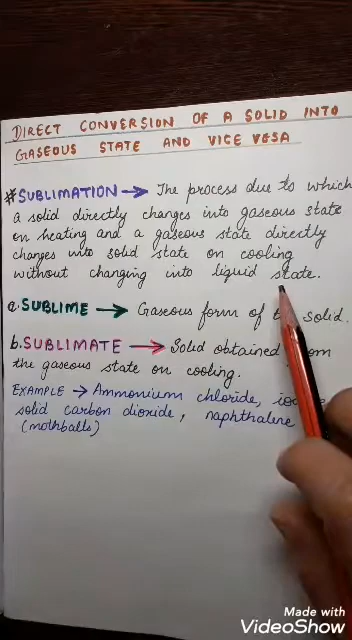 DIRECT CONVERSION OF A SOLID INTO
GASEOUS STATE AND VICE VERSA
# SUBLIMATION → The process due to which
a solid directly changes into gaseous state
on heating and a gaseous state directly
changes into solid state on cooling
without changing into liquid state.
a. SUBLIME → Gaseous form of solid.
b. SUBLIMATE → Solid obtained
the gaseous state on cooling.
EXAMPLE → Ammonium chloride,
solid carbon dioxide, naphthalene
(mothballs)
Made with
VideoShow